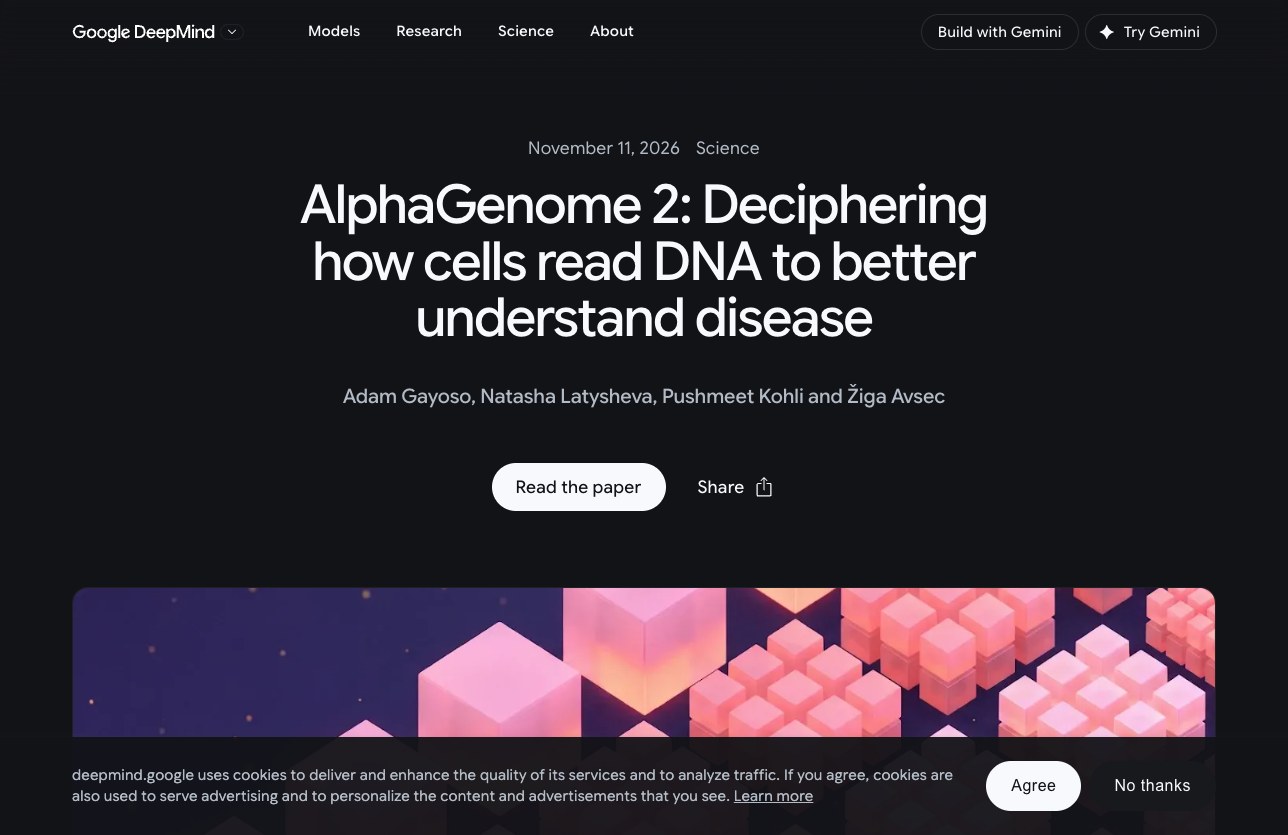 Google DeepMind
Models
Research
Science
About
Build with Gemini
Try Gemini
November 11, 2026 Science
AlphaGenome 2: Deciphering
how cells read DNA to better
understand disease
Adam Gayoso, Natasha Latysheva, Pushmeet Kohli and Žiga Avsec
Read the paper
Share
deepmind.google uses cookies to deliver and enhance the quality of its services and to analyze traffic. If you agree, cookies are
also used to serve advertising and to personalize the content and advertisements that you see. Learn more
Agree
No thanks